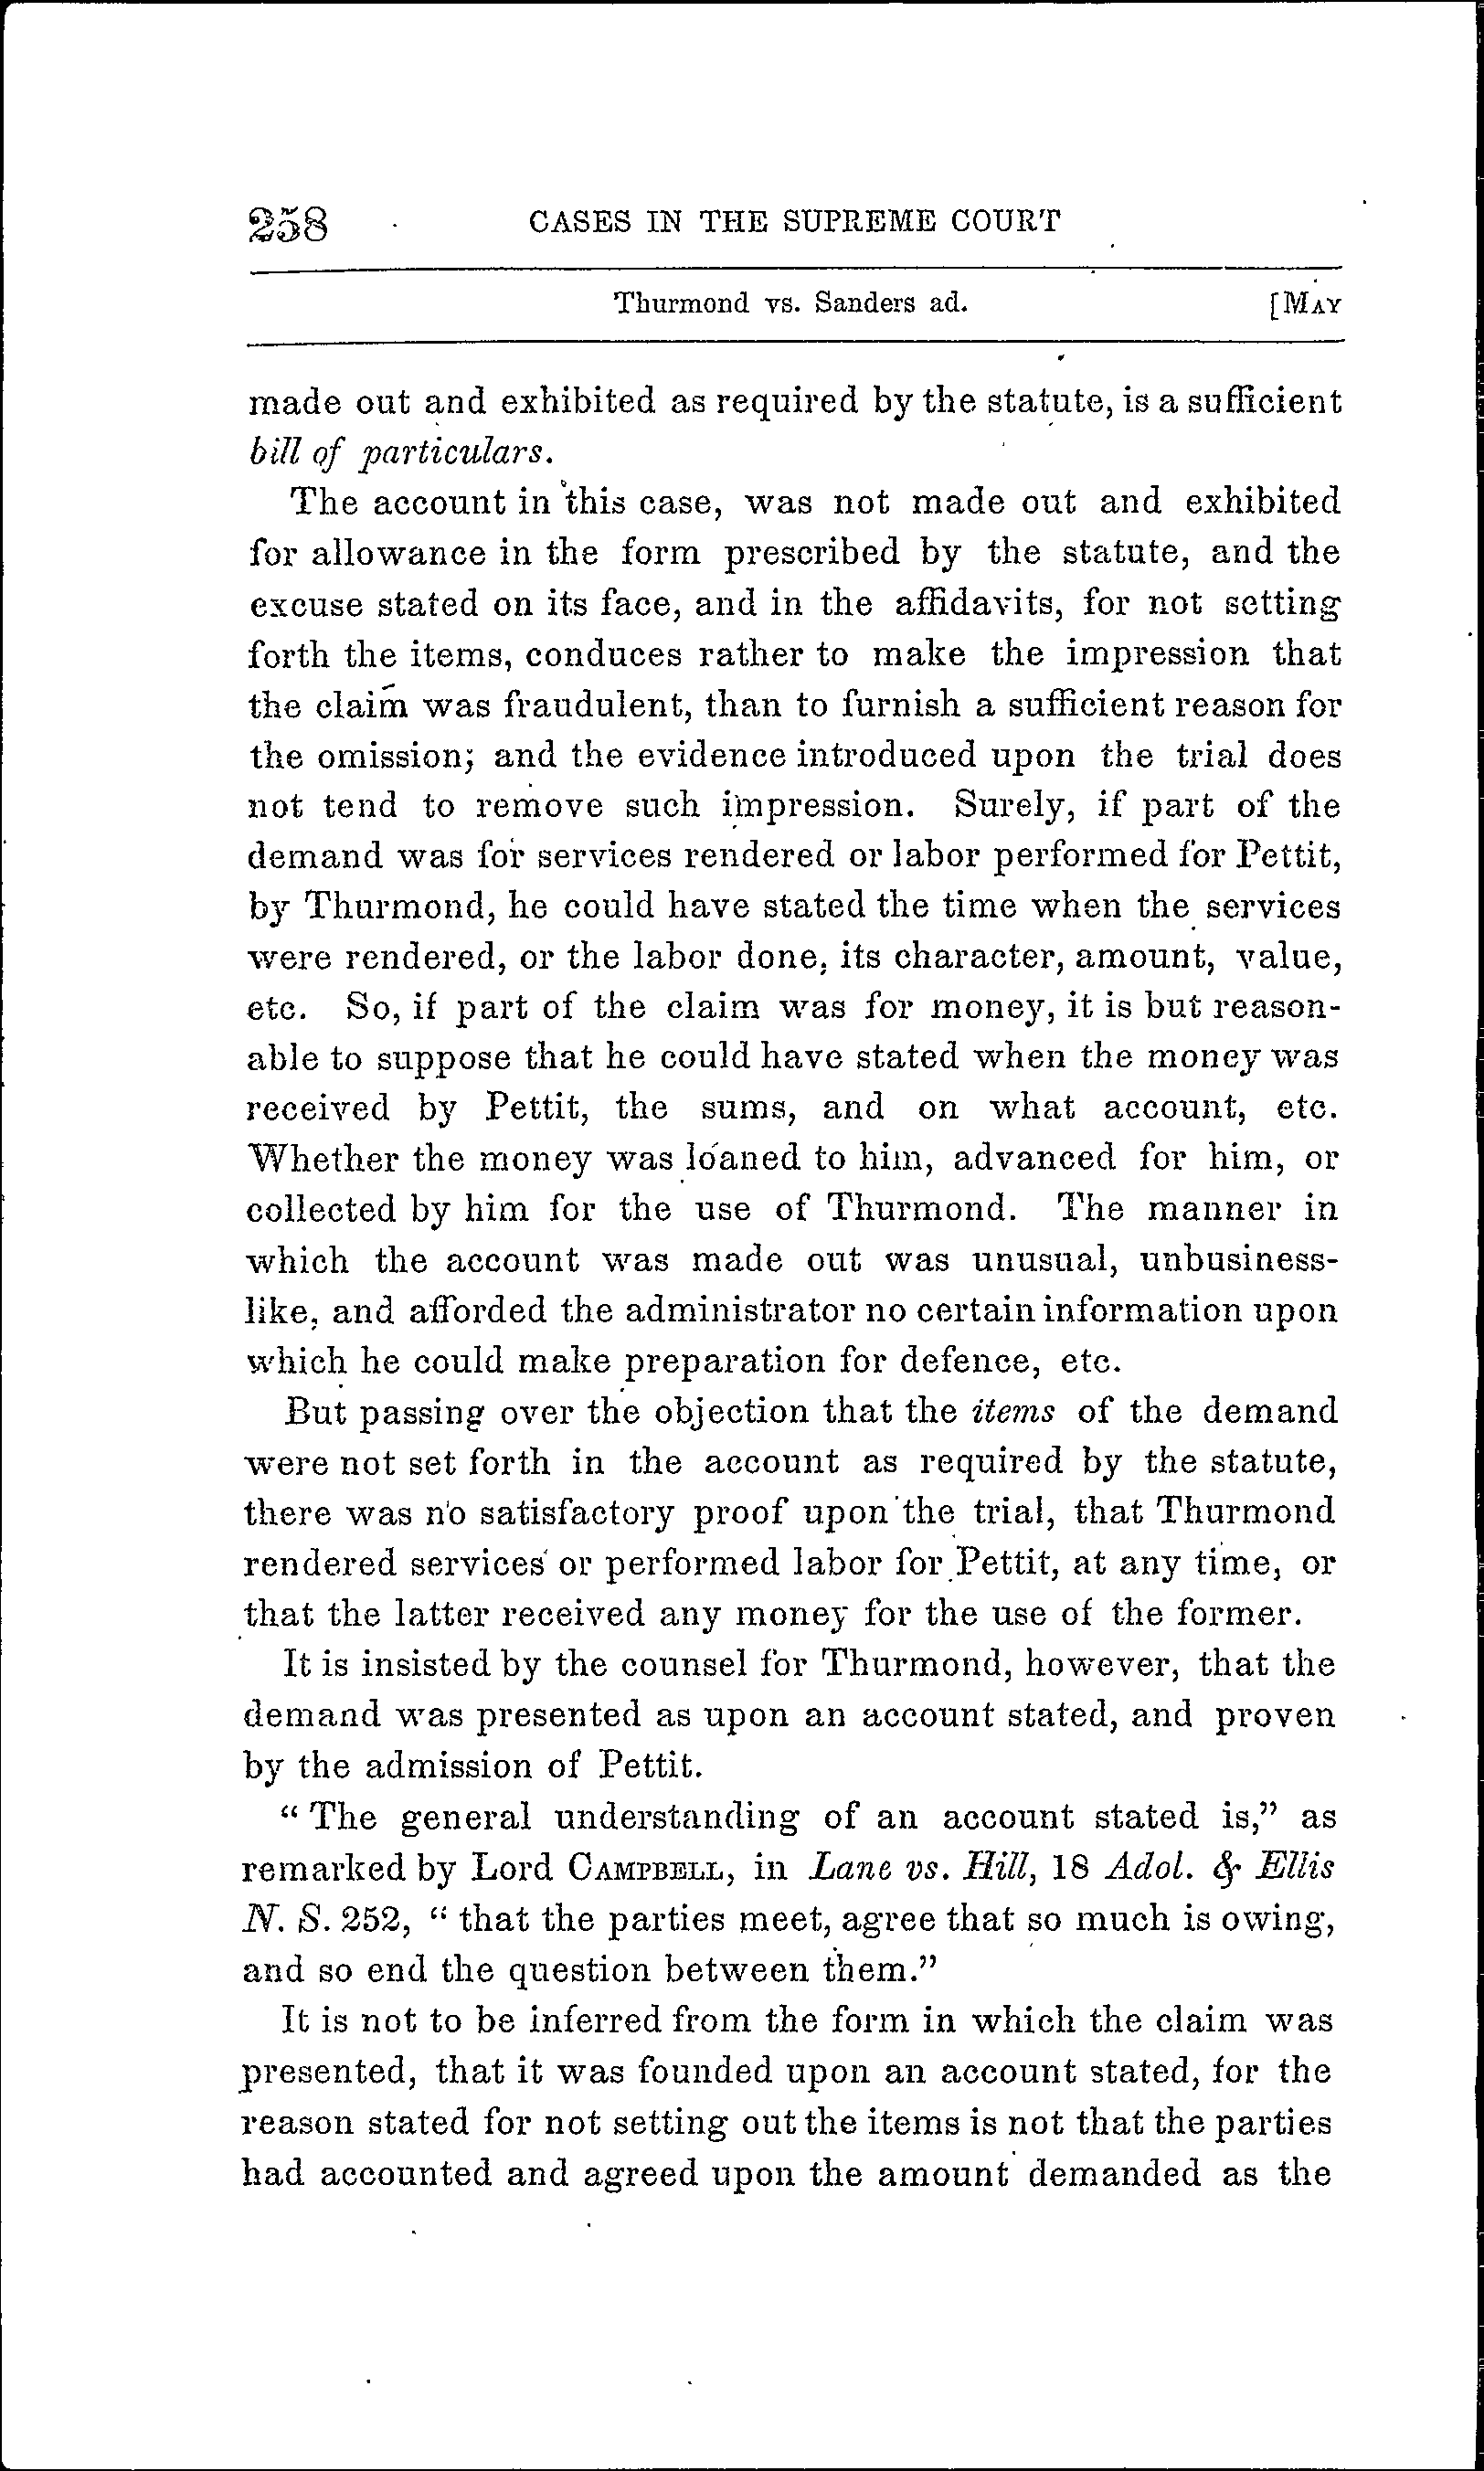 258 CASES IN THE SUPREME COURT
Thurmond vs. Sanders ad. [MAY
made out and exhibited as required by the statute, is a sufficient
bill of particulars.
The account in this case, was not made out and exhibited
for allowance in the form prescribed by the statute, and the
excuse stated on its face, and in the affidavits, for not setting
forth the items, conduces rather to make the impression that
the claim was fraudulent, than to furnish a sufficient reason for
the omission; and the evidence introduced upon the trial does
not tend to remove such impression. Surely, if part of the
demand was for services rendered or labor performed for Pettit,
by Thurmond, he could have stated the time when the services
were rendered, or the labor done, its character, amount, value,
etc. So, if part of the claim was for money, it is but reason-
able to suppose that he could have stated when the money was
received by Pettit, the sums, and on what account, etc.
Whether the money was loaned to him, advanced for him, or
collected by him for the use of Thurmond. The manner in
which the account was made out was unusual, unbusiness-
like, and afforded the administrator no certain information upon
which he could make preparation for defence, etc.
But passing over the objection that the items of the demand
were not set forth in the account as required by the statute,
there was no satisfactory proof upon the trial, that Thurmond
rendered services or performed labor for Pettit, at any time, or
that the latter received any money for the use of the former.
It is insisted by the counsel for Thurmond, however, that the
demand was presented as upon an account stated, and proven
by the admission of Pettit.
“ The general understanding of an account stated is,” as
remarked by Lord CAMPBELL, in Lane vs. Hill, 18 Adol. & Ellis
N. S. 252, “ that the parties meet, agree that so much is owing,
and so end the question between them.”
It is not to be inferred from the form in which the claim was
presented, that it was founded upon an account stated, for the
reason stated for not setting out the items is not that the parties
had accounted and agreed upon the amount demanded as the